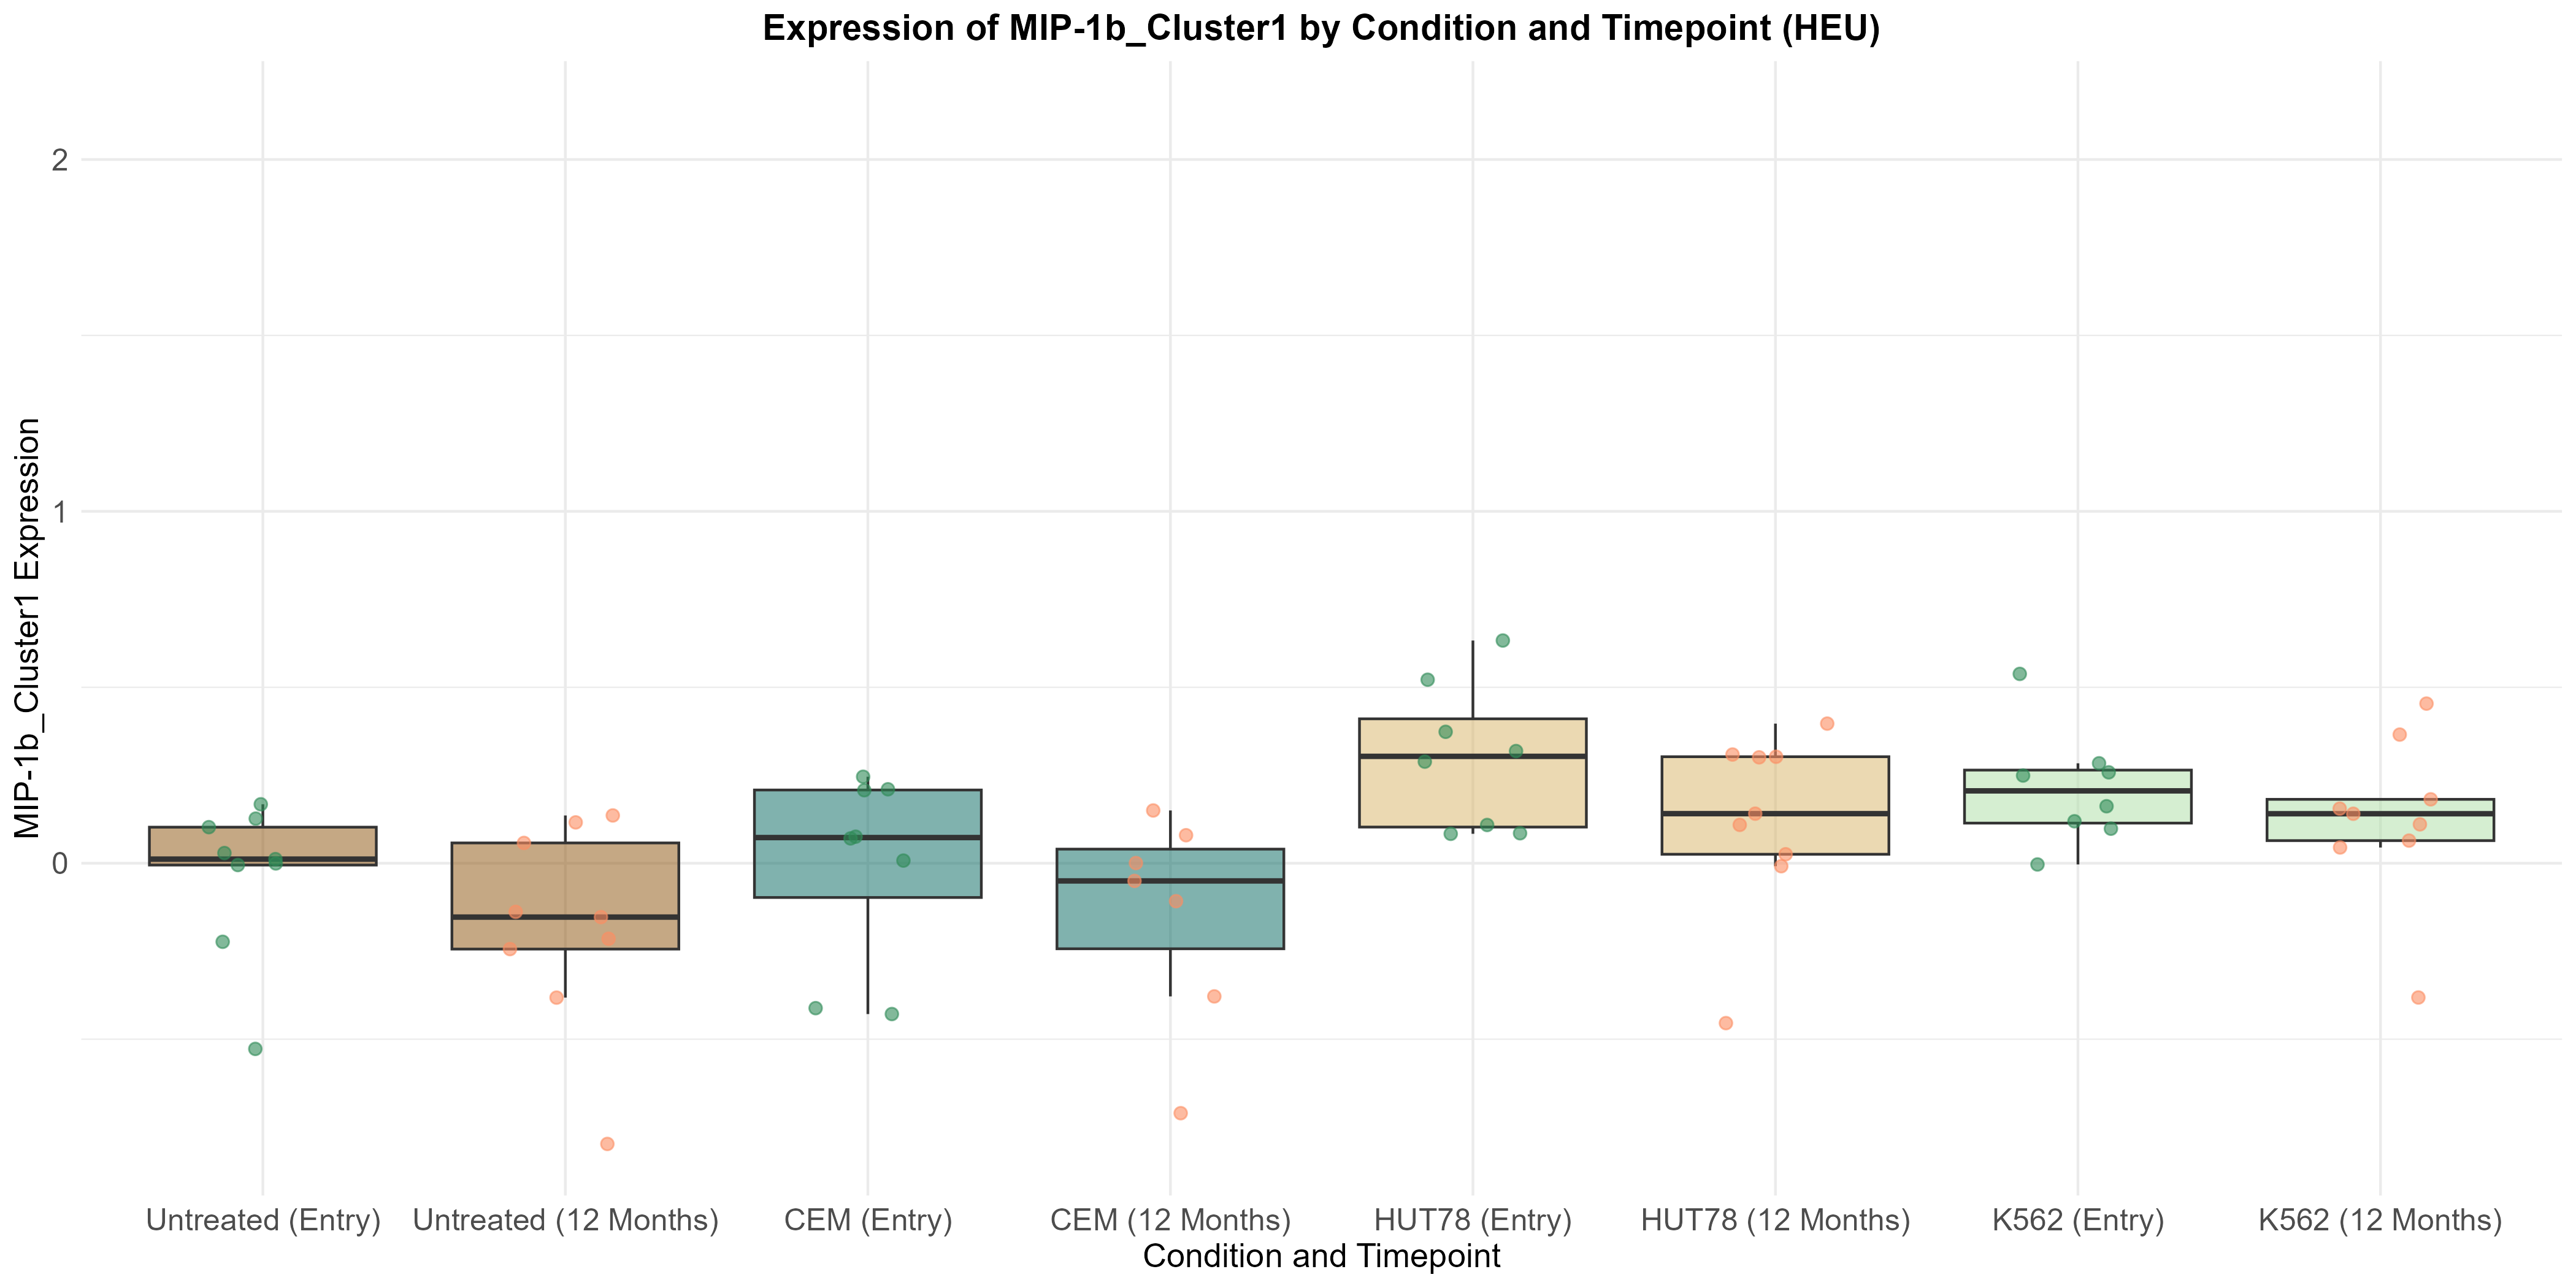 Expression of MIP-1b_Cluster1 by Condition and Timepoint (HEU)
MIP-1b_Cluster1 Expression
2
1
0
Untreated (Entry) Untreated (12 Months) CEM (Entry) CEM (12 Months) HUT78 (Entry) HUT78 (12 Months) K562 (Entry) K562 (12 Months)
Condition and Timepoint